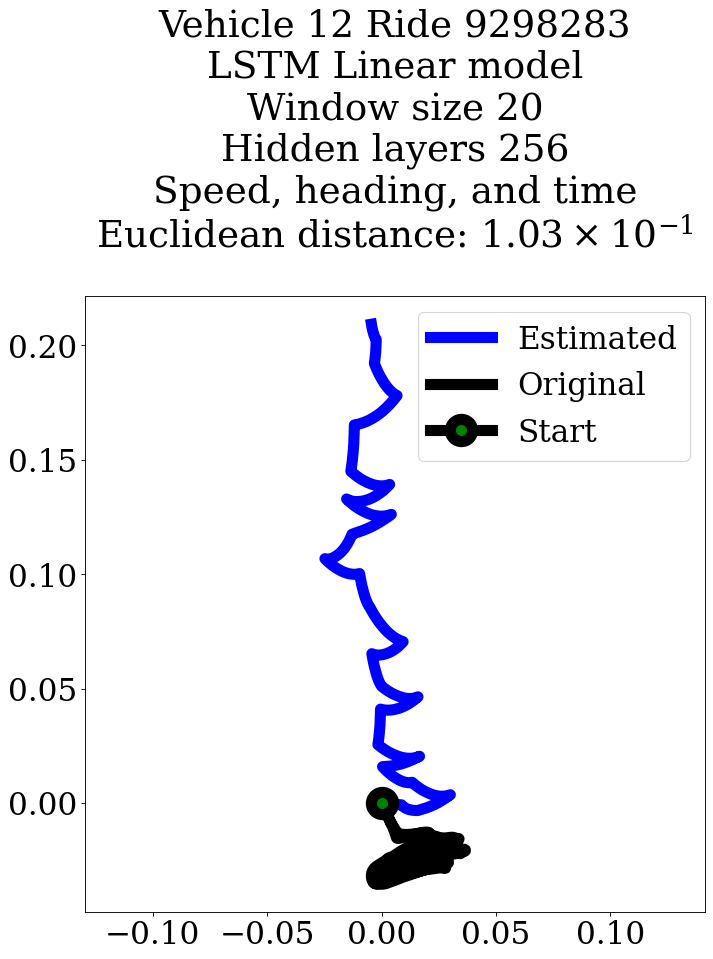 Vehicle 12 Ride 9298283
LSTM Linear model
Window size 20
Hidden layers 256
Speed, heading, and time
Euclidean distance: 1.03 × 10⁻¹
Estimated
Original
Start
0.20
0.15
0.10
0.05
0.00
−0.10 −0.05 0.00 0.05 0.10